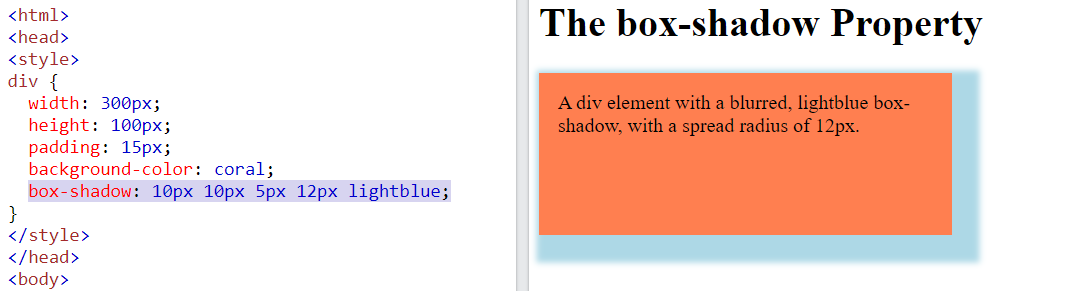 <html>
<head>
<style>
div {
  width: 300px;
  height: 100px;
  padding: 15px;
  background-color: coral;
  box-shadow: 10px 10px 5px 12px lightblue;
}
</style>
</head>
<body>
The box-shadow Property
A div element with a blurred, lightblue box-
shadow, with a spread radius of 12px.